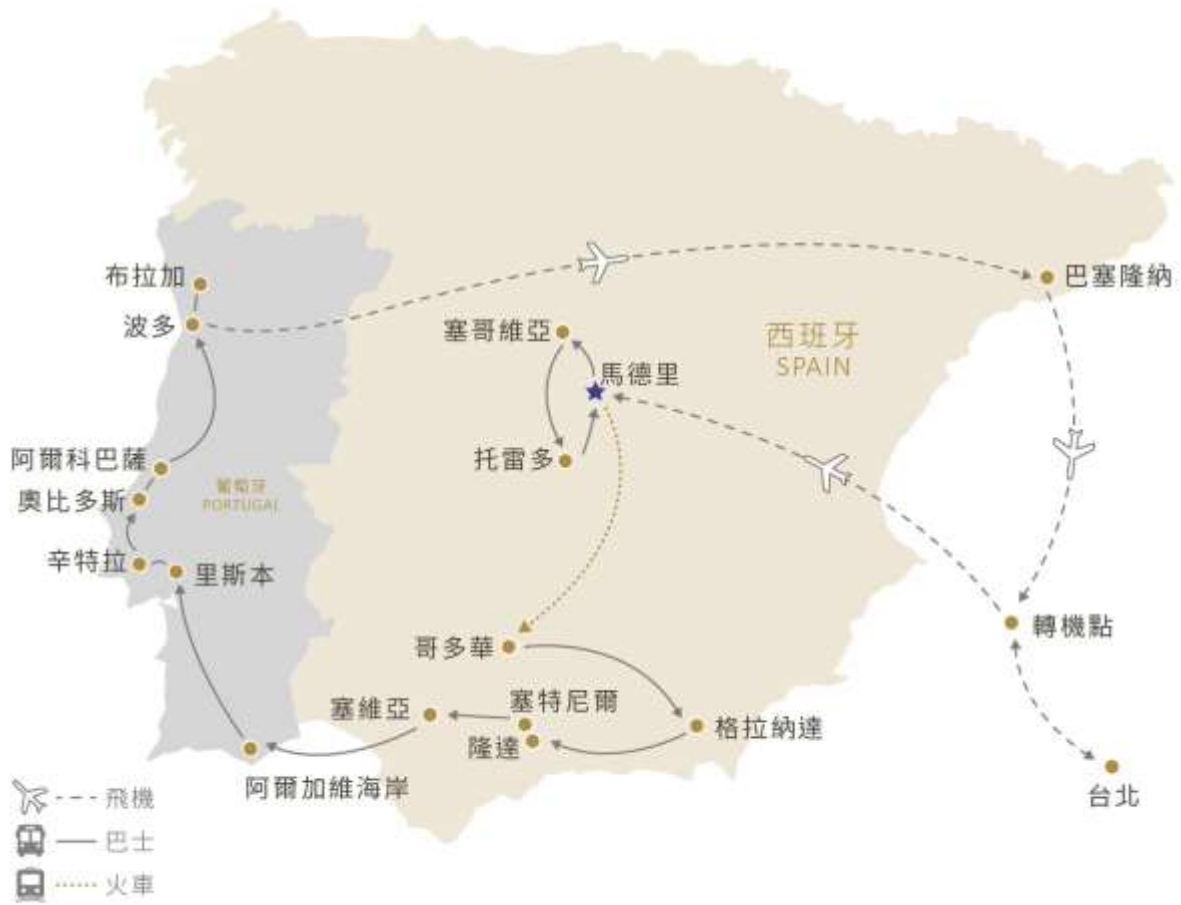 布拉加
巴塞隆納
波多
塞哥維亞
西班牙
SPAIN
馬德里
阿爾科巴薩
托雷多
葡萄牙
PORTUGAL
奧比多斯
辛特拉
里斯本
轉機點
哥多華
塞特尼爾
塞維亞
格拉納達
隆達
阿爾加維海岸
台北
飛機
巴士
火車